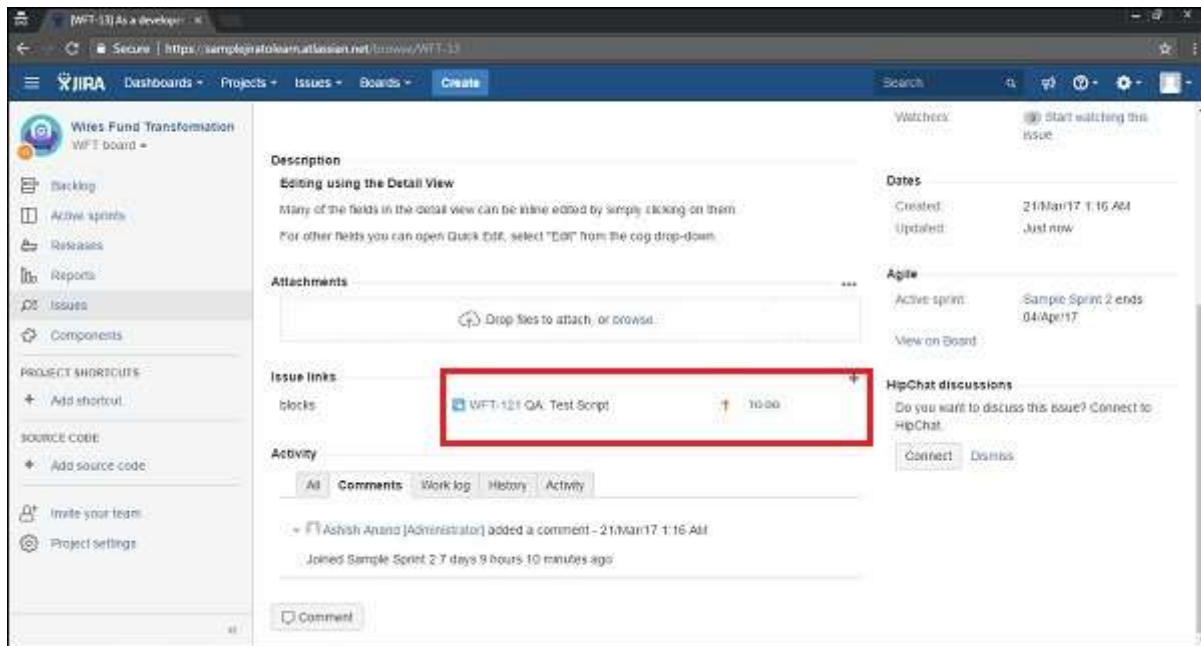 [WFT-13] As a developer
Secure | https://samplejiratolearn.atlassian.net/browse/WFT-13
JIRA Dashboards Projects Issues Boards Create Search
Wires Fund Transformation
WFT board
Backlog
Active sprints
Releases
Reports
Issues
Components
PROJECT SHORTCUTS
+ Add shortcut
SOURCE CODE
+ Add source code
Invite your team
Project settings
Description
Editing using the Detail View
Many of the fields in the detail view can be inline edited by simply clicking on them.
For other fields you can open Quick Edit, select "Edit" from the cog drop-down.
Attachments
Drop files to attach, or browse.
Issue links
blocks WFT-121 QA: Test Script TO DO
Activity
All Comments Work log History Activity
Ashish Anand [Administrator] added a comment - 21/Mar/17 1:16 AM
Joined Sample Sprint 2 7 days 9 hours 10 minutes ago
Comment
Watchers: Start watching this
issue
Dates
Created: 21/Mar/17 1:16 AM
Updated: Just now
Agile
Active sprint: Sample Sprint 2 ends
04/Apr/17
View on Board
HipChat discussions
Do you want to discuss this issue? Connect to
HipChat.
Connect Dismiss